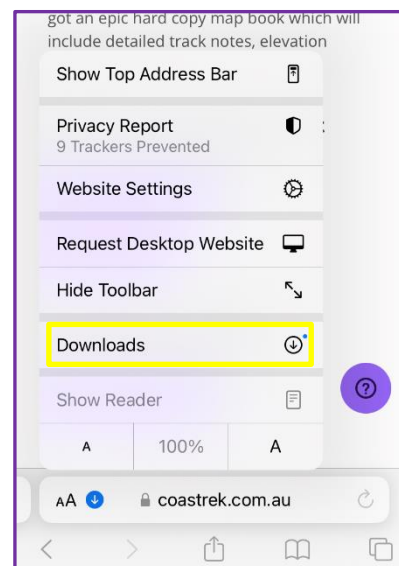 got an epic hard copy map book which will
include detailed track notes, elevation
Show Top Address Bar
Privacy Report
9 Trackers Prevented
Website Settings
Request Desktop Website
Hide Toolbar
Downloads
Show Reader
A 100% A
AA coastrek.com.au